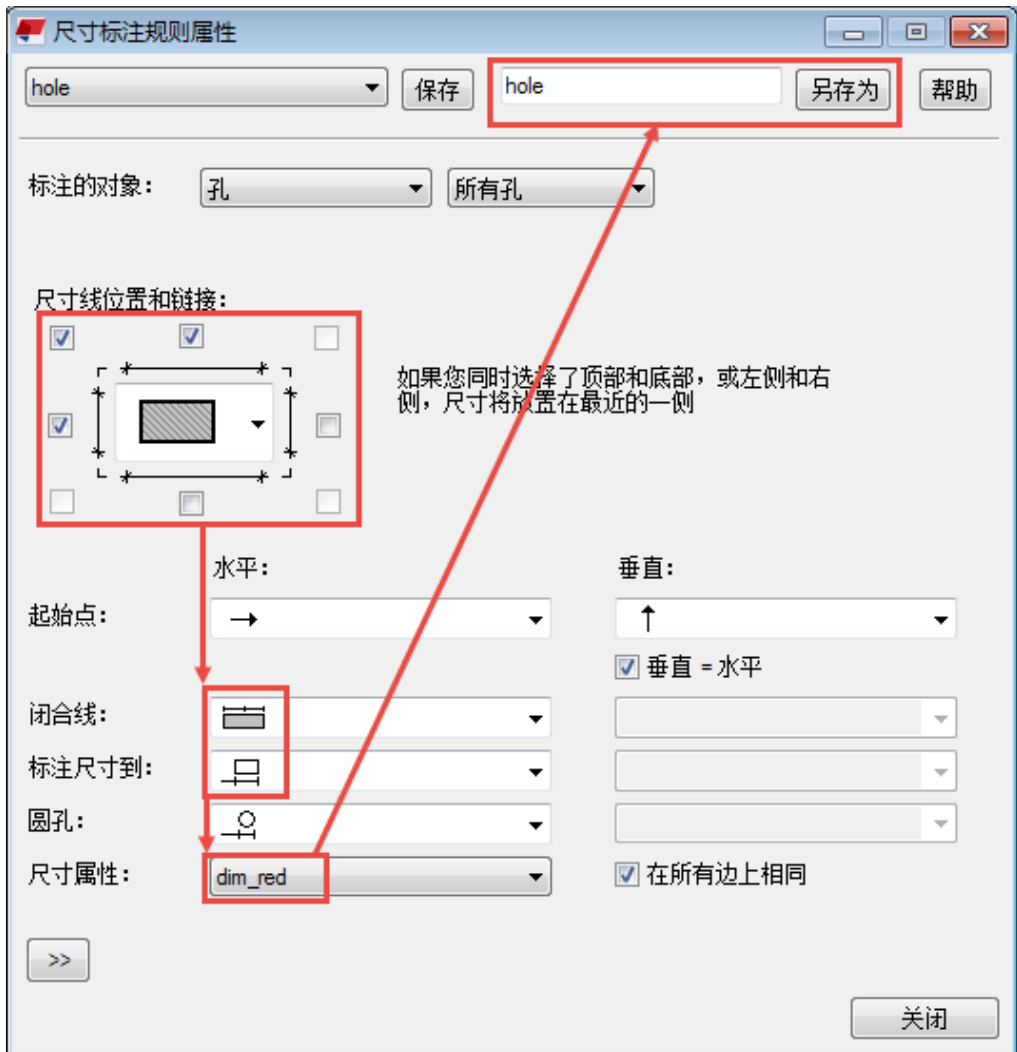 尺寸标注规则属性
hole 保存 hole 另存为 帮助
标注的对象： 孔 所有孔
尺寸线位置和链接：
如果您同时选择了顶部和底部，或左侧和右
侧，尺寸将放置在最近的一侧
水平： 垂直：
起始点：
垂直 = 水平
闭合线：
标注尺寸到：
圆孔：
尺寸属性： dim_red 在所有边上相同
>>
关闭